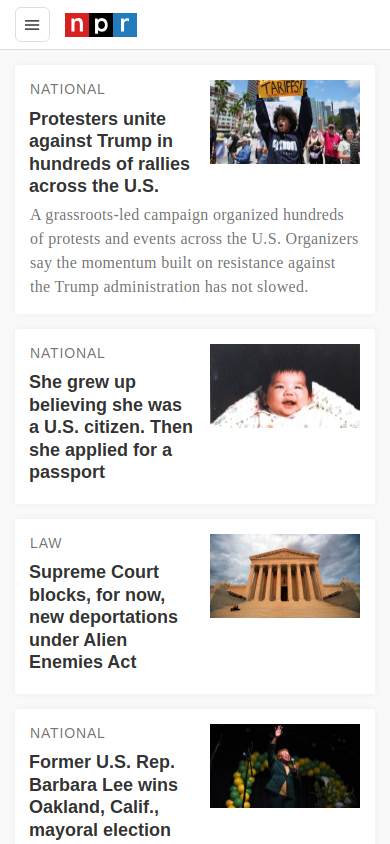 npr
NATIONAL
Protesters unite
against Trump in
hundreds of rallies
across the U.S.
TARIFFS!
A grassroots-led campaign organized hundreds
of protests and events across the U.S. Organizers
say the momentum built on resistance against
the Trump administration has not slowed.
NATIONAL
She grew up
believing she was
a U.S. citizen. Then
she applied for a
passport
LAW
Supreme Court
blocks, for now,
new deportations
under Alien
Enemies Act
NATIONAL
Former U.S. Rep.
Barbara Lee wins
Oakland, Calif.,
mayoral election